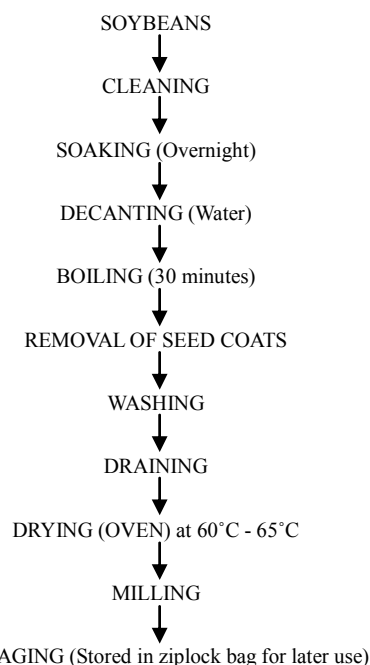 SOYBEANS
CLEANING
SOAKING (Overnight)
DECANTING (Water)
BOILING (30 minutes)
REMOVAL OF SEED COATS
WASHING
DRAINING
DRYING (OVEN) at 60˚C - 65˚C
MILLING
AGING (Stored in ziplock bag for later use)